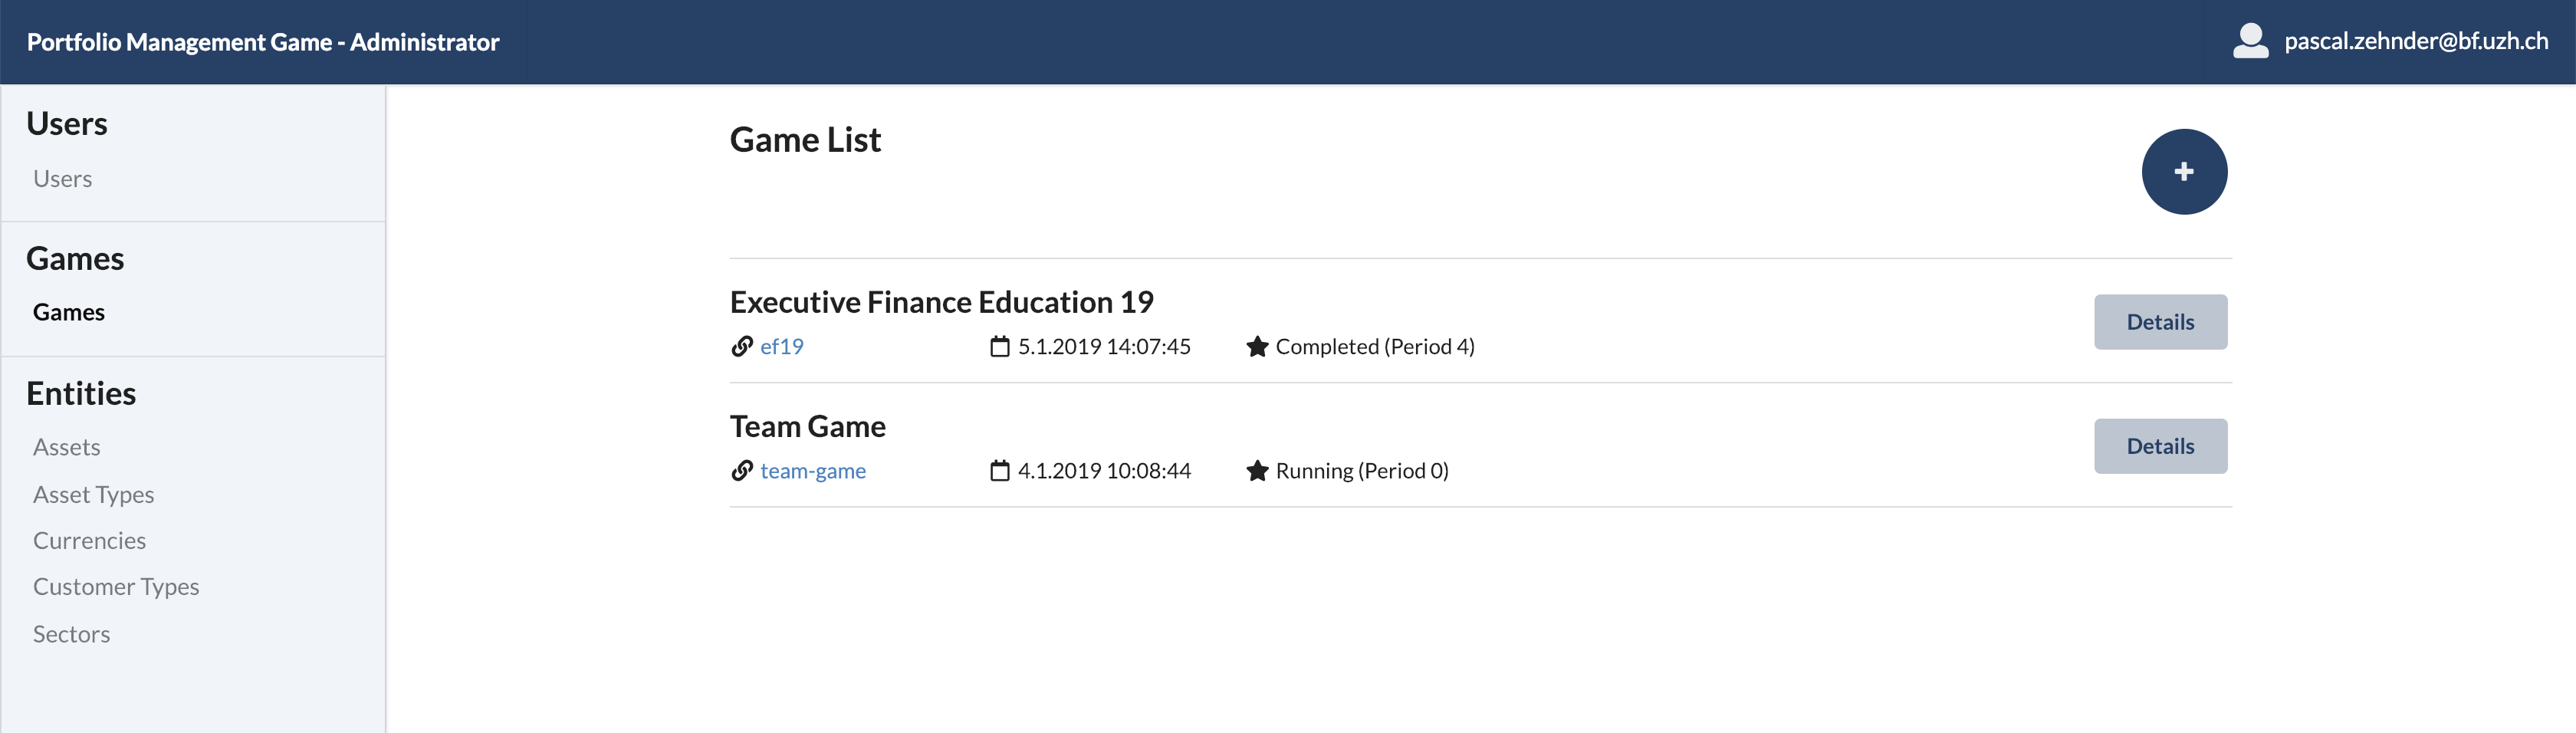 Portfolio Management Game - Administrator
pascal.zehnder@bf.uzh.ch
Users
Users
Games
Games
Entities
Assets
Asset Types
Currencies
Customer Types
Sectors
Game List
+
Executive Finance Education 19
ef19 5.1.2019 14:07:45 Completed (Period 4)
Details
Team Game
team-game 4.1.2019 10:08:44 Running (Period 0)
Details